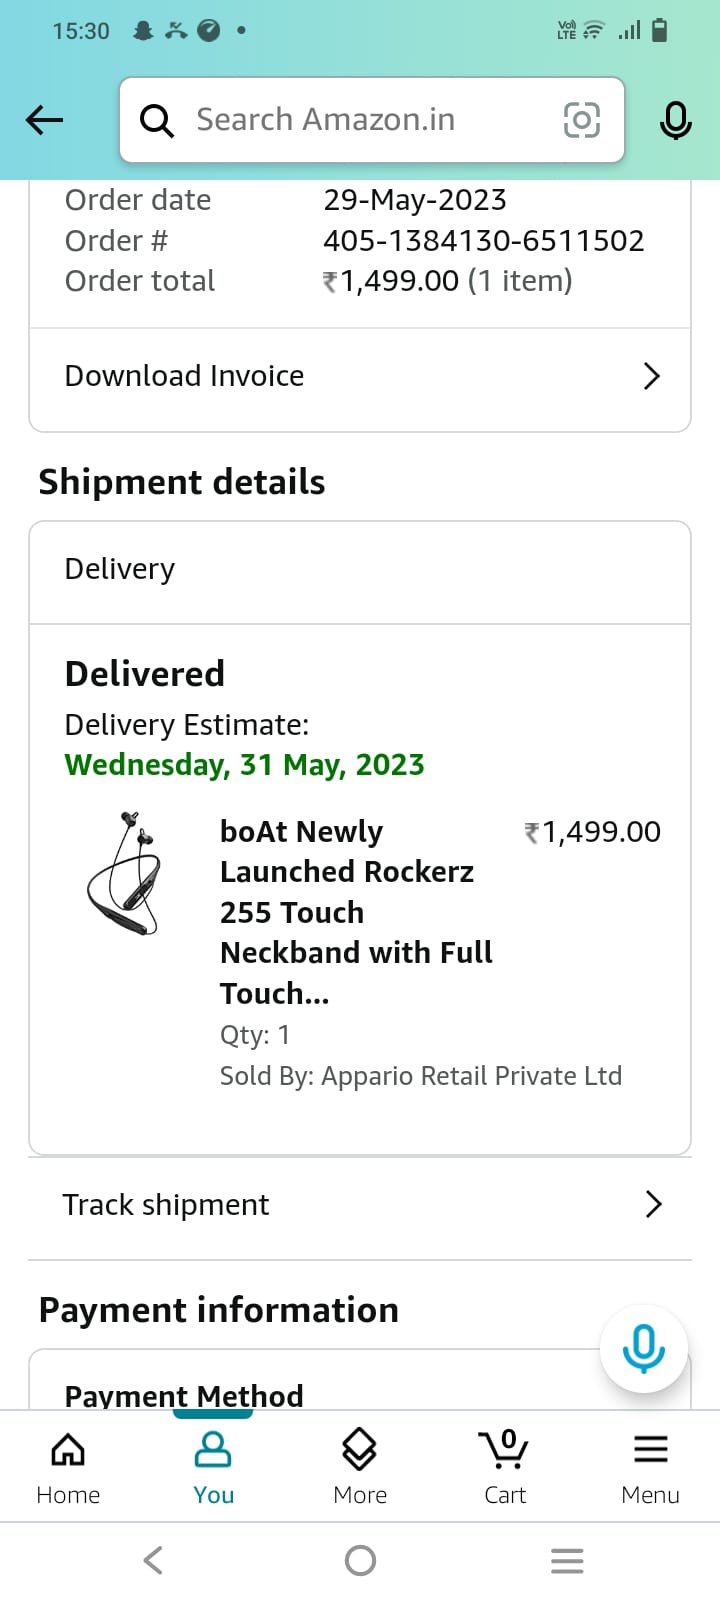 15:30
Vo) LTE
Search Amazon.in
Order date 29-May-2023
Order # 405-1384130-6511502
Order total ₹1,499.00 (1 item)
Download Invoice
Shipment details
Delivery
Delivered
Delivery Estimate:
Wednesday, 31 May, 2023
boAt Newly ₹1,499.00
Launched Rockerz
255 Touch
Neckband with Full
Touch...
Qty: 1
Sold By: Appario Retail Private Ltd
Track shipment
Payment information
Payment Method
0
Home You More Cart Menu